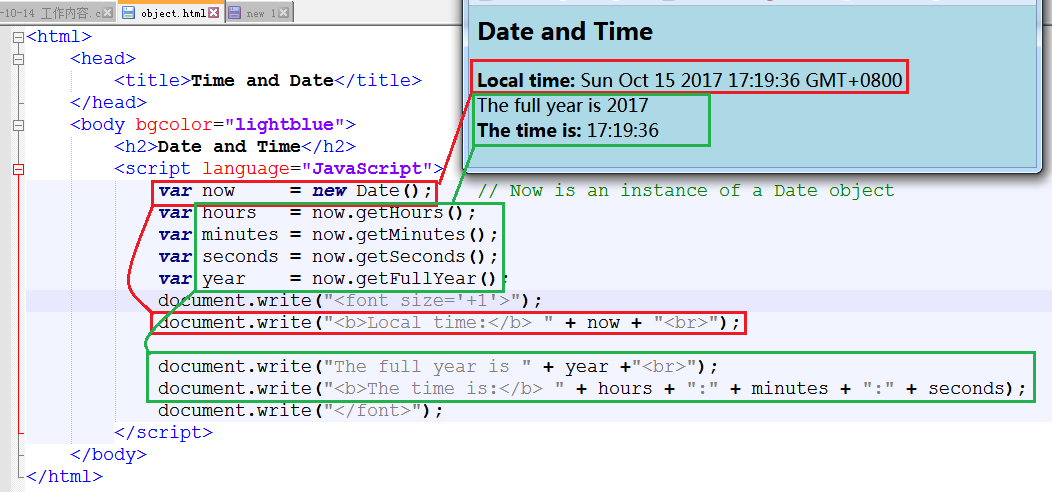 -10-14 工作内容.c
object.html
new 1
<html>
<head>
<title>Time and Date</title>
</head>
<body bgcolor="lightblue">
<h2>Date and Time</h2>
<script language="JavaScript">
var now     = new Date();    // Now is an instance of a Date object
var hours   = now.getHours();
var minutes = now.getMinutes();
var seconds = now.getSeconds();
var year    = now.getFullYear();
document.write("<font size='+1'>");
document.write("<b>Local time:</b> " + now + "<br>");
document.write("The full year is " + year +"<br>");
document.write("<b>The time is:</b> " + hours + ":" + minutes + ":" + seconds);
document.write("</font>");
</script>
</body>
</html>
Date and Time
Local time: Sun Oct 15 2017 17:19:36 GMT+0800
The full year is 2017
The time is: 17:19:36